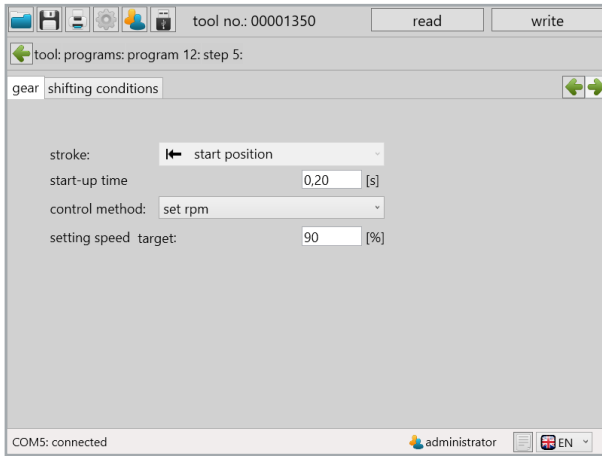 tool no.: 00001350 read write
tool: programs: program 12: step 5:
gear shifting conditions
stroke: start position
start-up time 0,20 [s]
control method: set rpm
setting speed target: 90 [%]
COM5: connected administrator EN